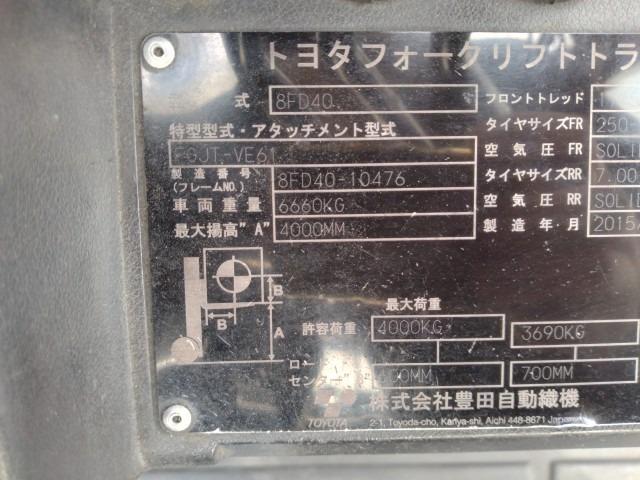 トヨタフォークリフトトラ
式 8FD40 フロントトレッド
特型型式・アタッチメント型式 タイヤサイズFR 250-
-VE61 空気圧 FR SOLI
製造番号 (フレームNO.) 8FD40-10476 タイヤサイズRR 7.00
車両重量 6660KG 空気圧 RR SOLI
最大揚高"A" 4000MM 製造年月 2015
B
B A
最大荷重
許容荷重 4000KG 3690KG
ロード
センター"B" 700MM
TOYOTA 株式会社豊田自動織機
2-1, Toyoda-cho, Kariya-shi, Aichi 448-8671 Japan